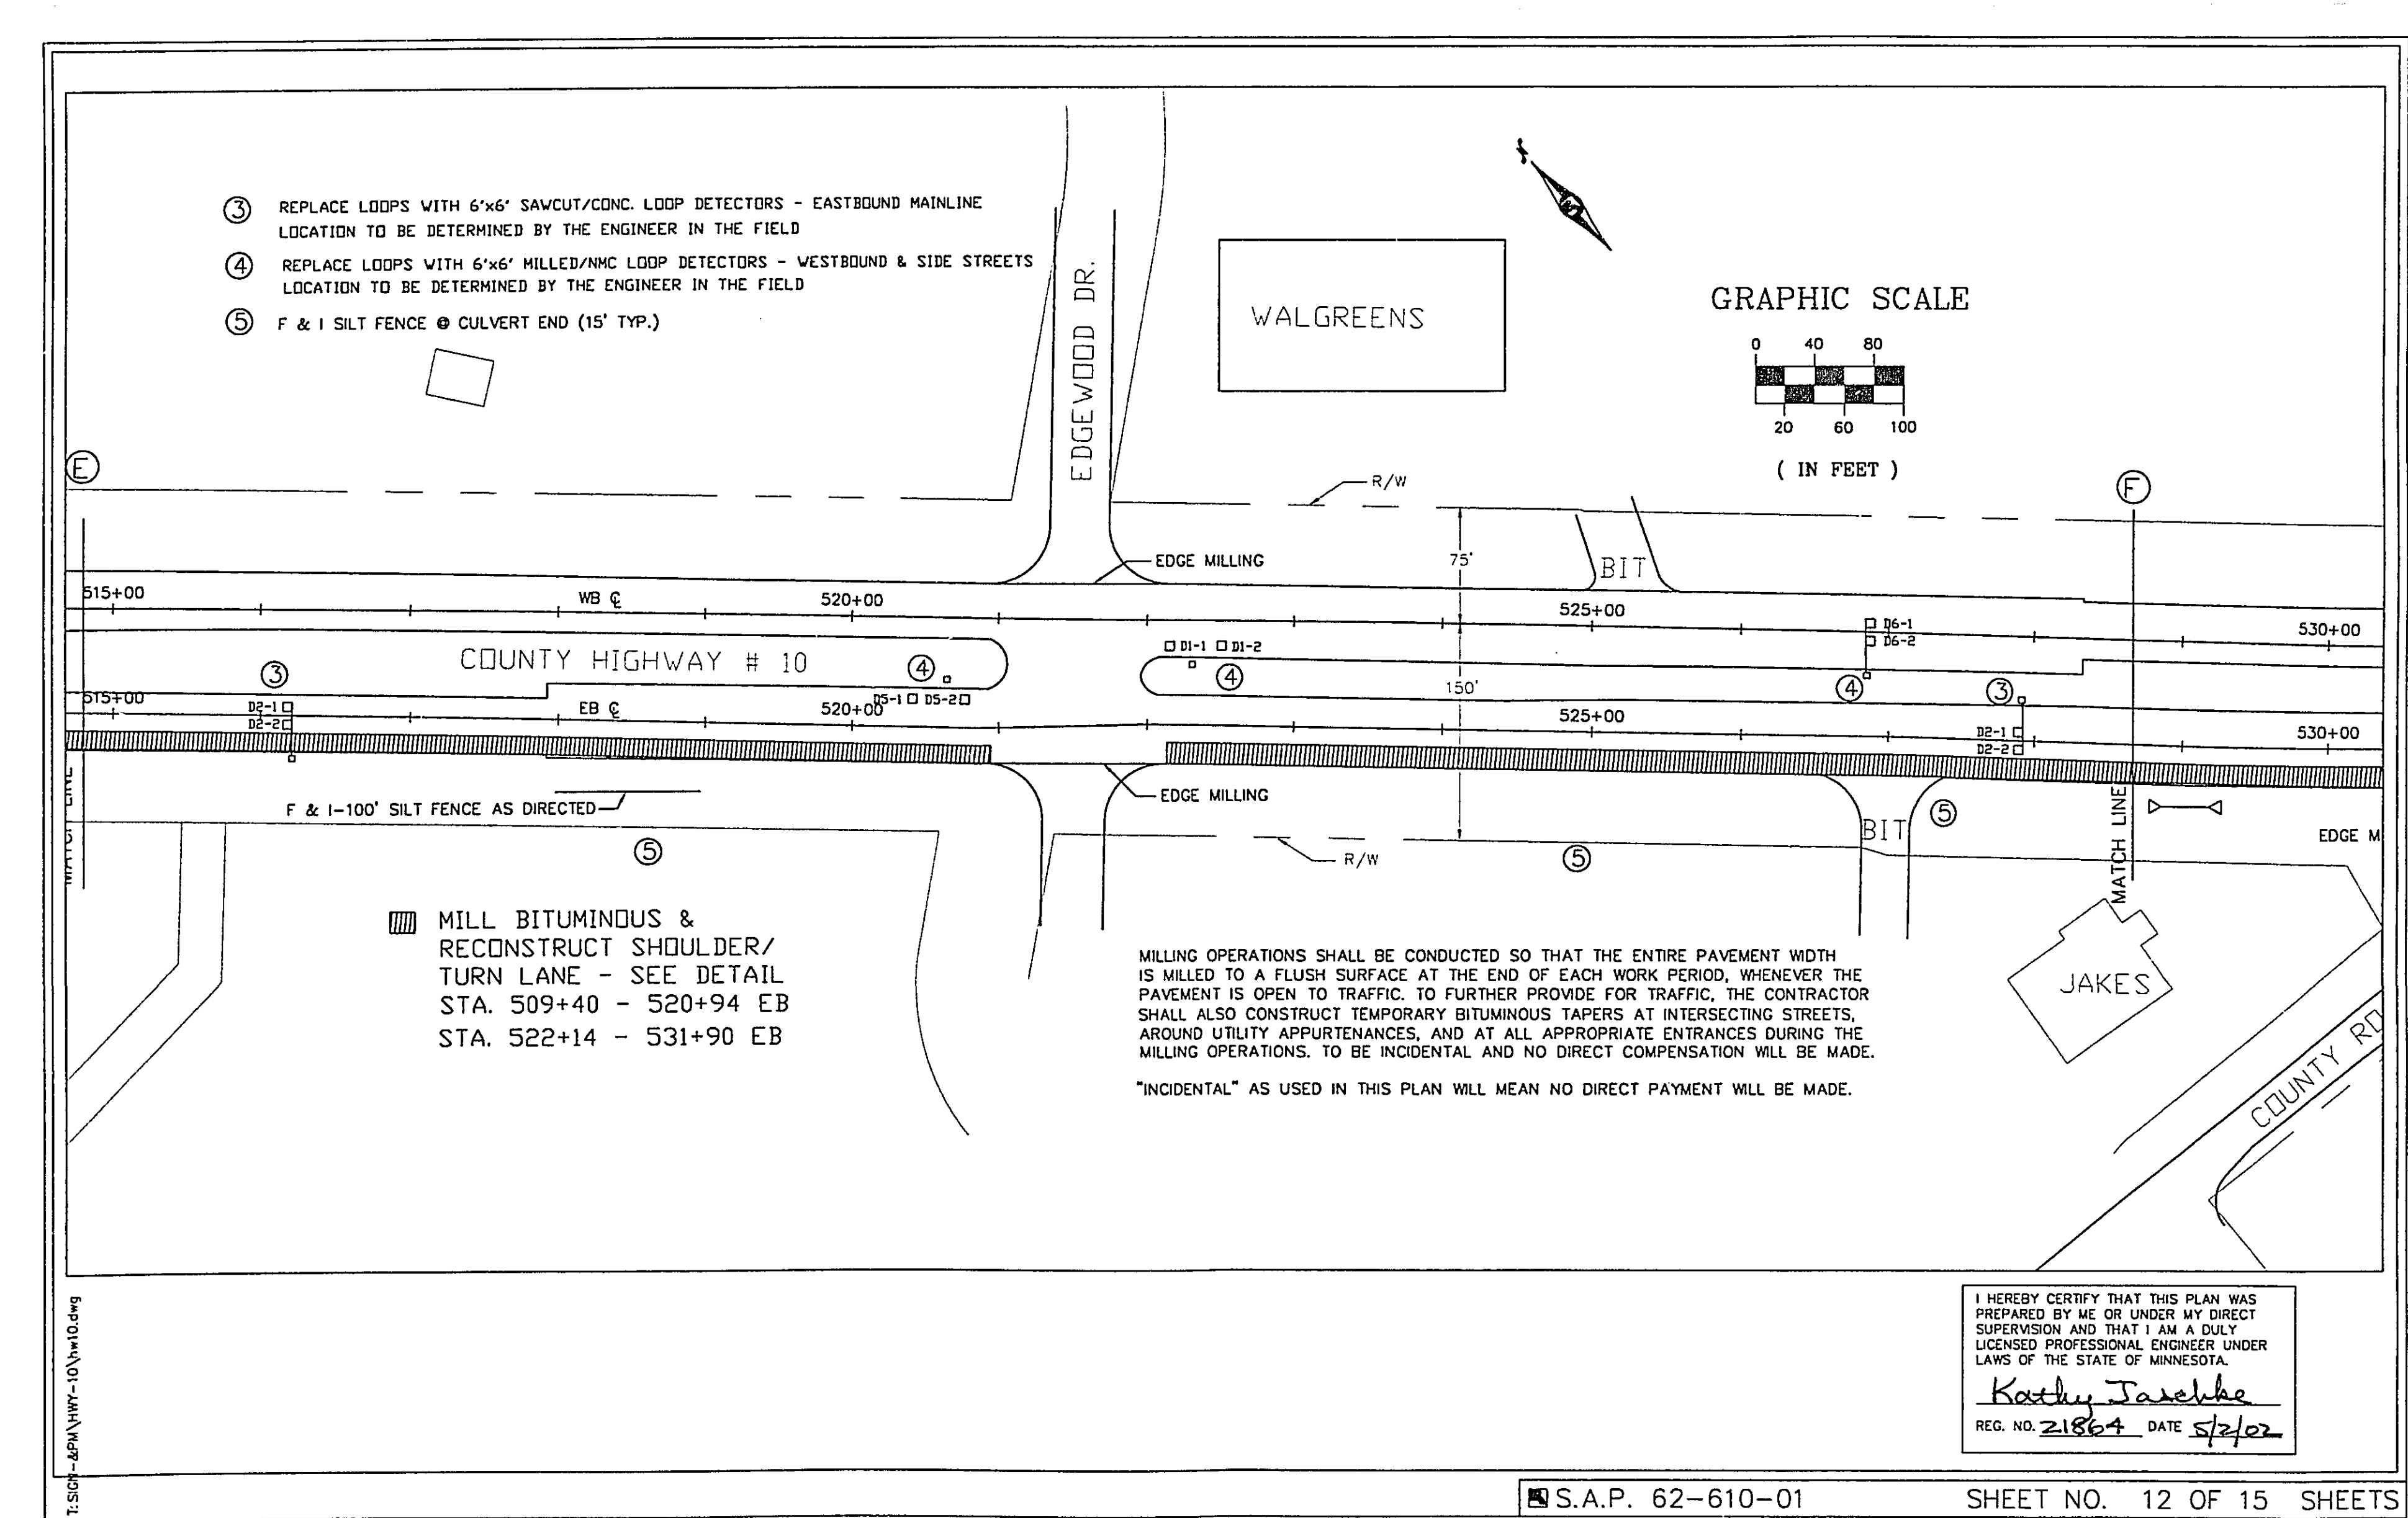 ③ REPLACE LOOPS WITH 6'x6' SAWCUT/CONC. LOOP DETECTORS - EASTBOUND MAINLINE
LOCATION TO BE DETERMINED BY THE ENGINEER IN THE FIELD
④ REPLACE LOOPS WITH 6'x6' MILLED/NMC LOOP DETECTORS - WESTBOUND & SIDE STREETS
LOCATION TO BE DETERMINED BY THE ENGINEER IN THE FIELD
⑤ F & I SILT FENCE @ CULVERT END (15' TYP.)
EDGEWOOD DR.
WALGREENS
GRAPHIC SCALE
0 40 80
20 60 100
( IN FEET )
E
F
R/W
EDGE MILLING
75'
BIT
515+00
WB ℄
520+00
525+00
530+00
COUNTY HIGHWAY # 10
③
④
D1-1 D1-2
④
D6-1
D6-2
④
③
150'
515+00
D2-1
D2-2
EB ℄
520+00
D5-1 D5-2
525+00
D2-1
D2-2
530+00
F & I-100' SILT FENCE AS DIRECTED
EDGE MILLING
⑤
R/W
⑤
BIT
⑤
MATCH LINE
MATCH LINE
EDGE M
MILL BITUMINOUS &
RECONSTRUCT SHOULDER/
TURN LANE - SEE DETAIL
STA. 509+40 - 520+94 EB
STA. 522+14 - 531+90 EB
MILLING OPERATIONS SHALL BE CONDUCTED SO THAT THE ENTIRE PAVEMENT WIDTH
IS MILLED TO A FLUSH SURFACE AT THE END OF EACH WORK PERIOD, WHENEVER THE
PAVEMENT IS OPEN TO TRAFFIC. TO FURTHER PROVIDE FOR TRAFFIC, THE CONTRACTOR
SHALL ALSO CONSTRUCT TEMPORARY BITUMINOUS TAPERS AT INTERSECTING STREETS,
AROUND UTILITY APPURTENANCES, AND AT ALL APPROPRIATE ENTRANCES DURING THE
MILLING OPERATIONS. TO BE INCIDENTAL AND NO DIRECT COMPENSATION WILL BE MADE.
"INCIDENTAL" AS USED IN THIS PLAN WILL MEAN NO DIRECT PAYMENT WILL BE MADE.
JAKES
COUNTY RO
I HEREBY CERTIFY THAT THIS PLAN WAS
PREPARED BY ME OR UNDER MY DIRECT
SUPERVISION AND THAT I AM A DULY
LICENSED PROFESSIONAL ENGINEER UNDER
LAWS OF THE STATE OF MINNESOTA.
Kathy Jaschke
REG. NO. 21864 DATE 5/2/02
T:SIGN-&PM\HWY-10\hw10.dwg
S.A.P. 62-610-01 SHEET NO. 12 OF 15 SHEETS